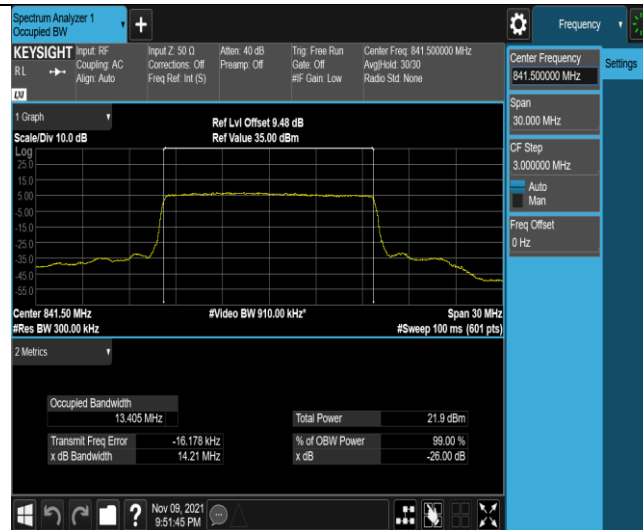 Spectrum Analyzer 1
Occupied BW
Frequency
KEYSIGHT
R L
LXI
Input: RF
Coupling: AC
Align: Auto
Input Z: 50 Ω
Corrections: Off
Freq Ref: Int (S)
Atten: 40 dB
Preamp: Off
Trig: Free Run
Gate: Off
#IF Gain: Low
Center Freq: 841.500000 MHz
Avg|Hold: 30/30
Radio Std: None
Center Frequency
841.500000 MHz
Settings
Span
30.000 MHz
CF Step
3.000000 MHz
Auto
Man
Freq Offset
0 Hz
1 Graph
Scale/Div 10.0 dB
Ref Lvl Offset 9.48 dB
Ref Value 35.00 dBm
Log
25.0
15.0
5.00
-5.00
-15.0
-25.0
-35.0
-45.0
-55.0
Center 841.50 MHz
#Res BW 300.00 kHz
#Video BW 910.00 kHz*
Span 30 MHz
#Sweep 100 ms (601 pts)
2 Metrics
Occupied Bandwidth
13.405 MHz
Total Power 21.9 dBm
Transmit Freq Error -16.178 kHz
% of OBW Power 99.00 %
x dB Bandwidth 14.21 MHz
x dB -26.00 dB
?
Nov 09, 2021
9:51:45 PM